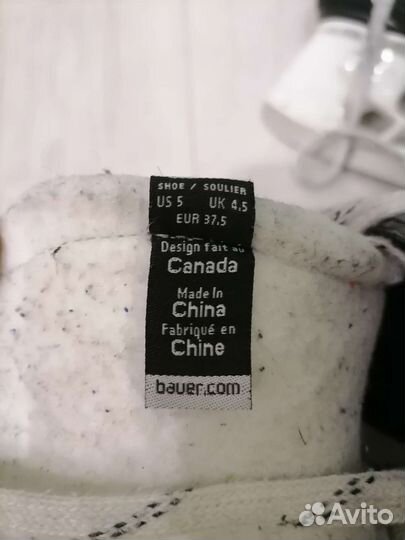 SHOE / SOULIER
US 5 UK 4.5
EUR 37.5
Design fait au
Canada
Made in
China
Fabriqué en
Chine
bauer.com
Avito